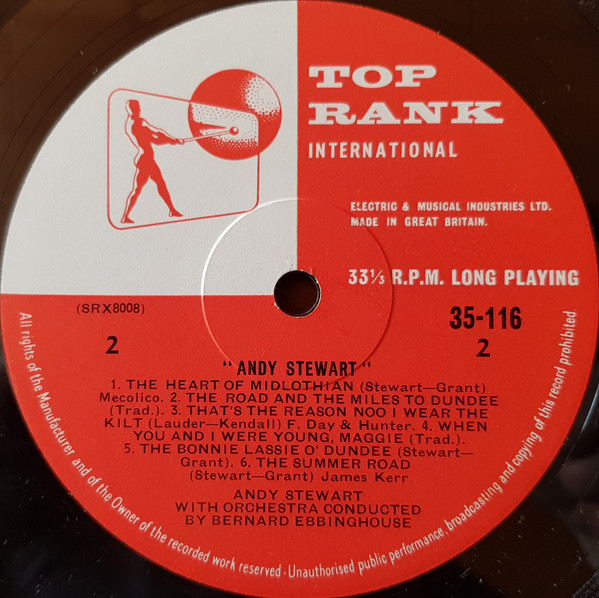 TOP
RANK
INTERNATIONAL
ELECTRIC & MUSICAL INDUSTRIES LTD.
MADE IN GREAT BRITAIN.
33⅓ R.P.M. LONG PLAYING
(SRX8008)
35-116
2
2
"ANDY STEWART"
1. THE HEART OF MIDLOTHIAN (Stewart—Grant)
Mecolico. 2. THE ROAD AND THE MILES TO DUNDEE
(Trad.). 3. THAT'S THE REASON NOO I WEAR THE
KILT (Lauder—Kendall) F. Day & Hunter. 4. WHEN
YOU AND I WERE YOUNG, MAGGIE (Trad.).
5. THE BONNIE LASSIE O' DUNDEE (Stewart—
Grant). 6. THE SUMMER ROAD
(Stewart—Grant) James Kerr
ANDY STEWART
WITH ORCHESTRA CONDUCTED
BY BERNARD EBBINGHOUSE
All rights of the Manufacturer and of the Owner of the recorded work reserved · Unauthorised public performance, broadcasting and copying of this record prohibited